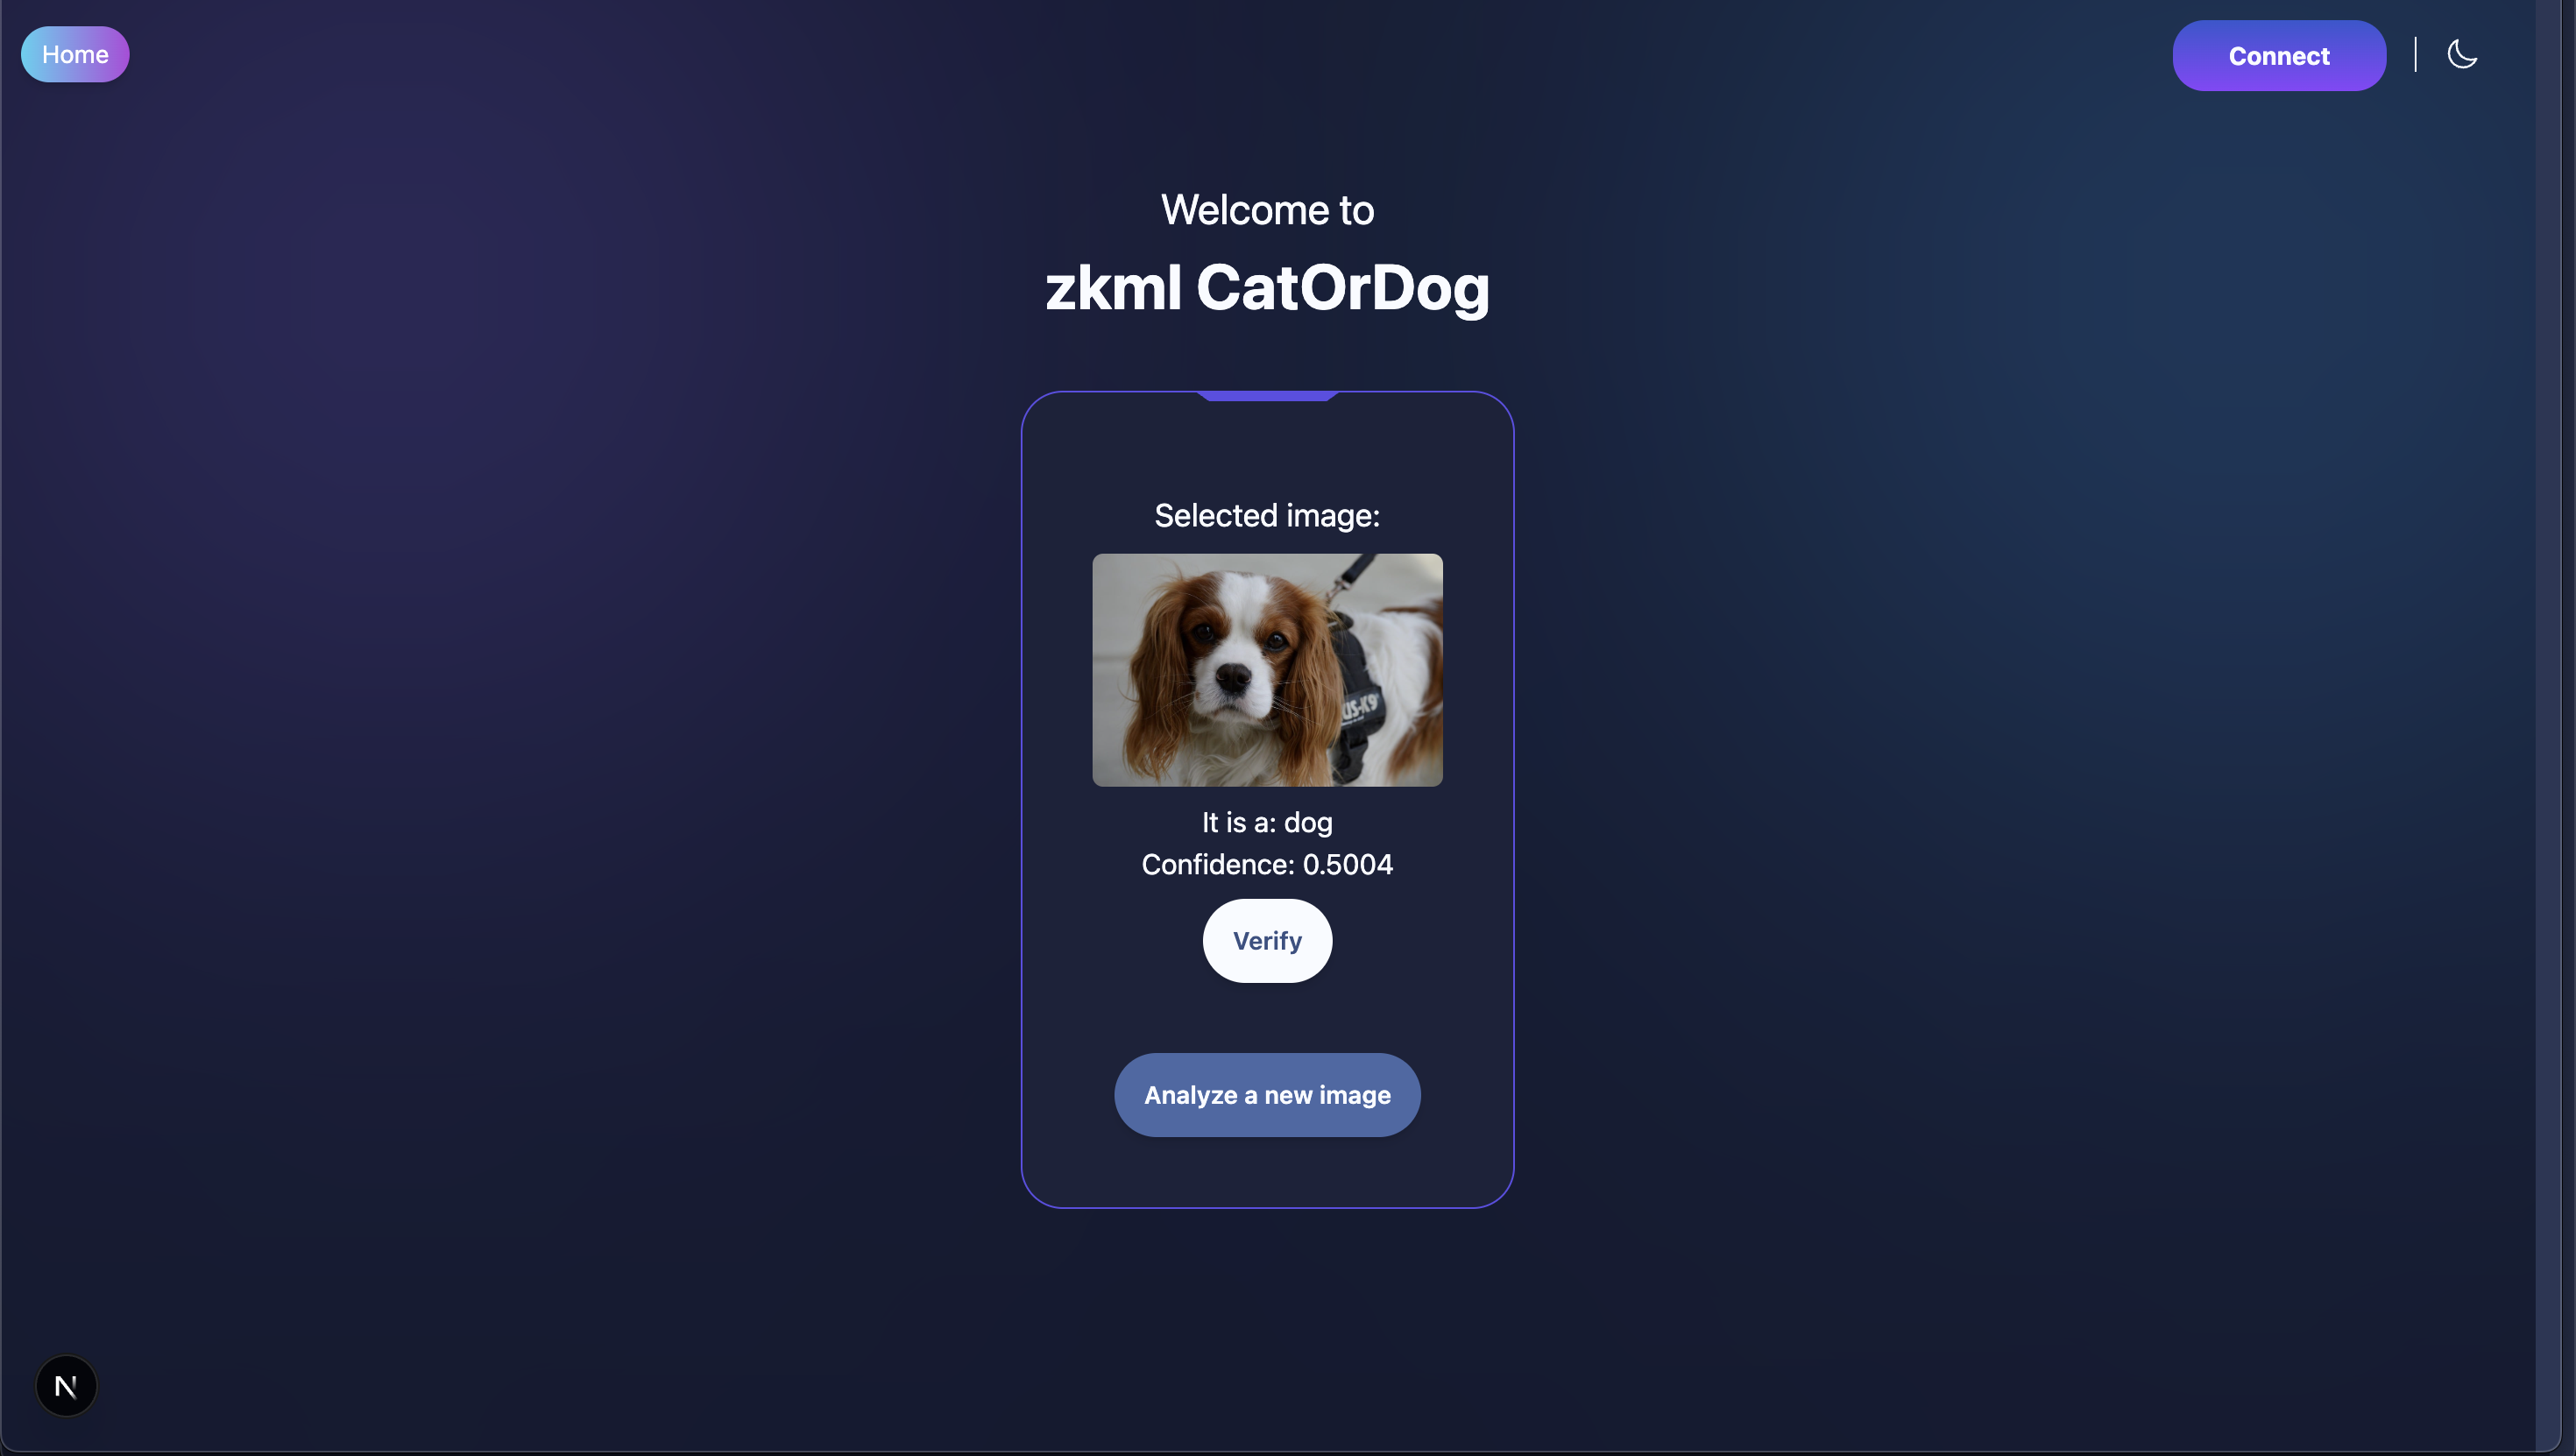 Home
Connect
Welcome to
zkml CatOrDog
Selected image:
US-K9
It is a: dog
Confidence: 0.5004
Verify
Analyze a new image
N